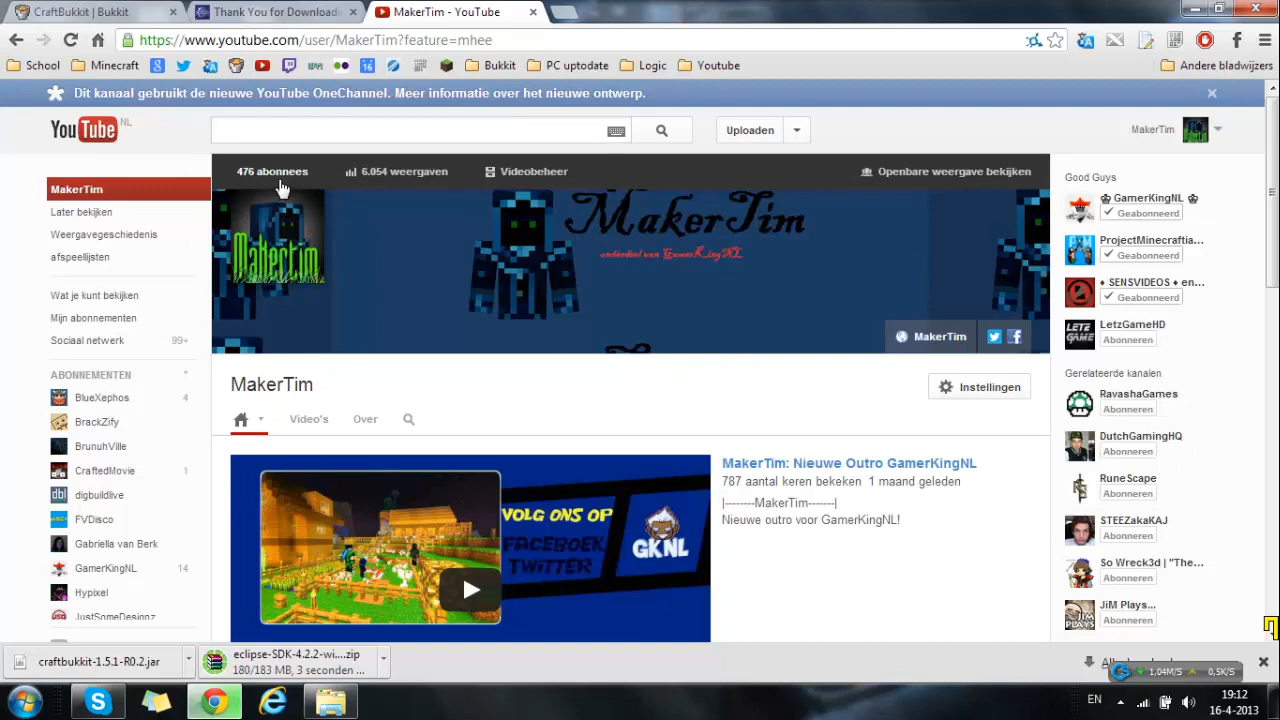 CraftBukkit | Bukkit
Thank You for Download
MakerTim - YouTube
https://www.youtube.com/user/MakerTim?feature=mhee
School
Minecraft
Bukkit
PC uptodate
Logic
Youtube
Andere bladwijzers
Dit kanaal gebruikt de nieuwe YouTube OneChannel. Meer informatie over het nieuwe ontwerp.
YouTube NL
Uploaden
MakerTim
476 abonnees
6.054 weergaven
Videobeheer
Openbare weergave bekijken
MakerTim
Later bekijken
Weergavegeschiedenis
afspeellijsten
Wat je kunt bekijken
Mijn abonnementen
Sociaal netwerk 99+
ABONNEMENTEN
BlueXephos 4
BrackZify
BrunuhVille
CraftedMovie 1
digbuildlive
FVDisco
Gabriella van Berk
GamerKingNL 14
Hypixel
JustSomeDesignz
MakerTim
MakerTim
onderdeel van GamerKingNL
MakerTim
MakerTim
Instellingen
Video's
Over
VOLG ONS OP
FACEBOEK
TWITTER
GKNL
MakerTim: Nieuwe Outro GamerKingNL
787 aantal keren bekeken 1 maand geleden
|--------MakerTim-------|
Nieuwe outro voor GamerKingNL!
Good Guys
♔ GamerKingNL ♔
Geabonneerd
ProjectMinecraftia...
Geabonneerd
♦ SENSVIDEOS ♦ en...
Geabonneerd
LETZ GAME
LetzGameHD
Abonneren
Gerelateerde kanalen
RavashaGames
Abonneren
DutchGamingHQ
Abonneren
RuneScape
Abonneren
STEEZakaKAJ
Abonneren
So Wreck3d | "The...
Abonneren
JiM PLAYS
JiM Plays...
Abonneren
craftbukkit-1.5.1-R0.2.jar
eclipse-SDK-4.2.2-wi....zip
180/183 MB, 3 seconden ...
1,04M/S
0,5K/S
EN
19:12
16-4-2013